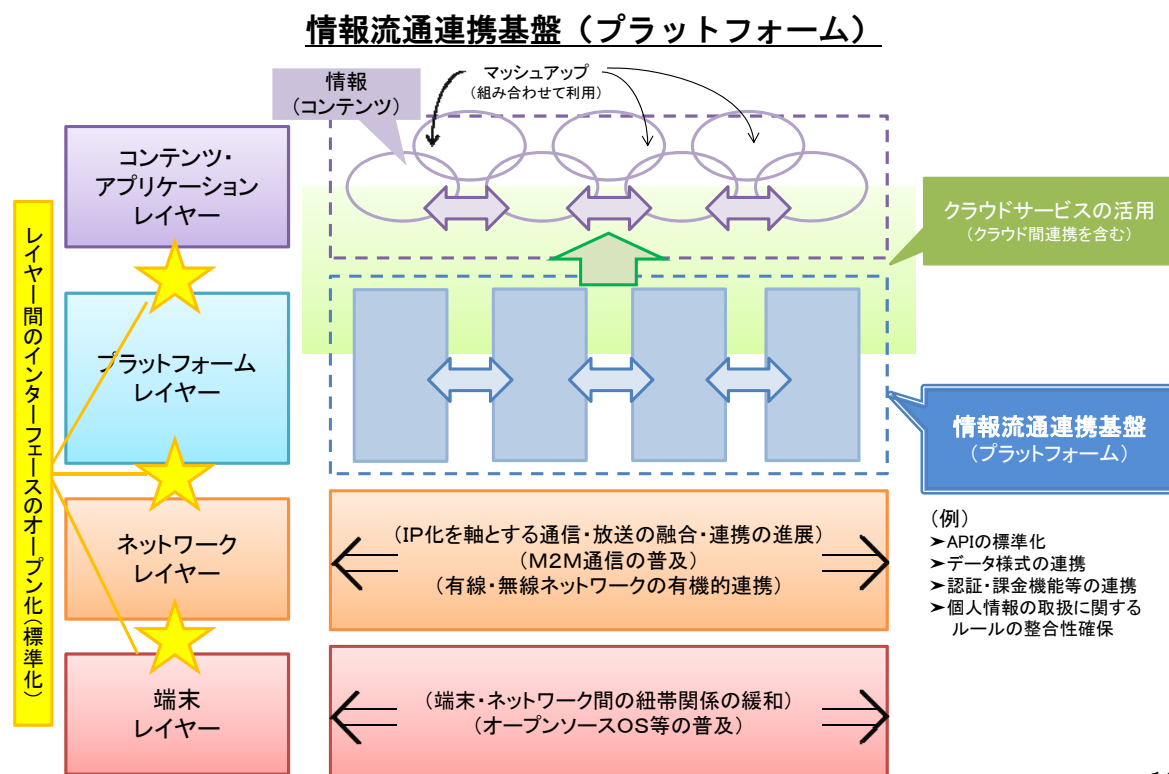 情報流通連携基盤（プラットフォーム）
情報
（コンテンツ）
マッシュアップ
（組み合わせて利用）
コンテンツ・
アプリケーション
レイヤー
クラウドサービスの活用
（クラウド間連携を含む）
レイヤー間のインターフェースのオープン化（標準化）
プラットフォーム
レイヤー
情報流通連携基盤
（プラットフォーム）
ネットワーク
レイヤー
（IP化を軸とする通信・放送の融合・連携の進展）
（M2M通信の普及）
（有線・無線ネットワークの有機的連携）
（例）
➤APIの標準化
➤データ様式の連携
➤認証・課金機能等の連携
➤個人情報の取扱に関する
ルールの整合性確保
端末
レイヤー
（端末・ネットワーク間の紐帯関係の緩和）
（オープンソースOS等の普及）